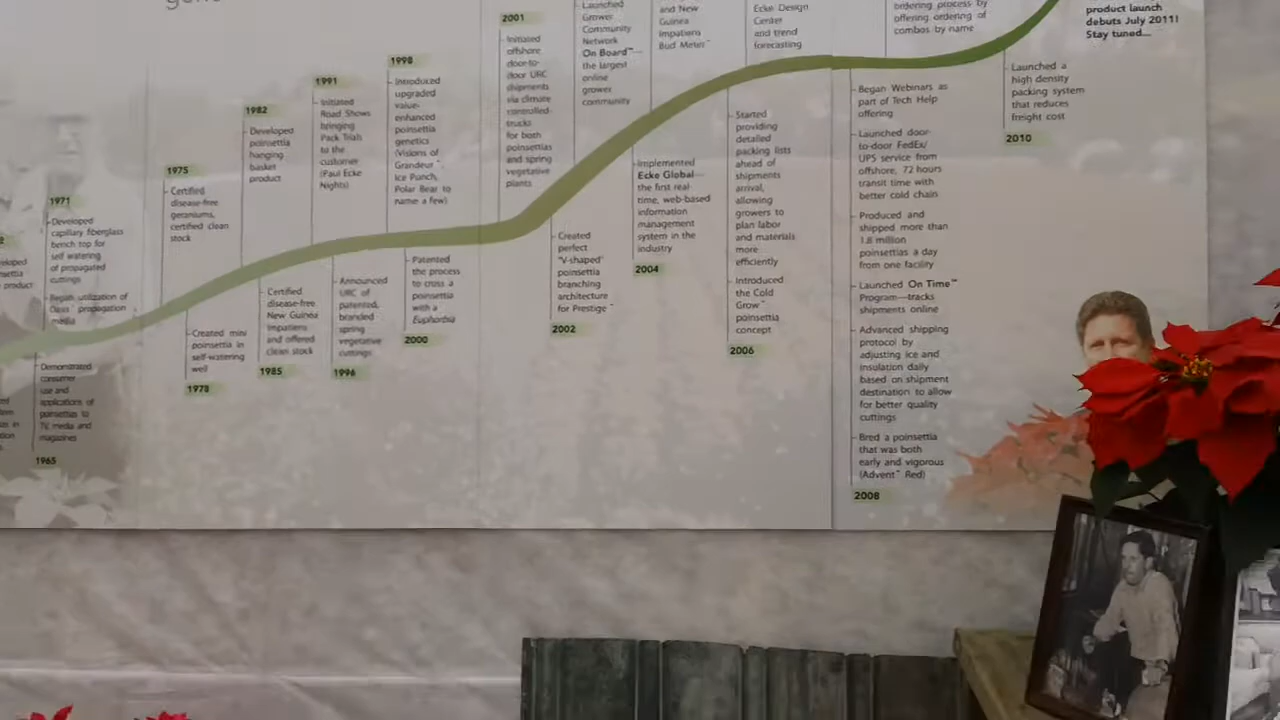 2001
Initiated
offshore
door-to-
door URC
shipments
via climate
controlled
trucks
for both
poinsettias
and spring
vegetative
plants
Launched
Grower
Community
Network
On Board™—
the largest
online
grower
community
and New
Guinea
Impatiens
Bud Meter™
Ecke Design
Center
and trend
forecasting
ordering process by
offering ordering of
combos by name
product launch
debuts July 2011!
Stay tuned...
1998
Introduced
upgraded
value-
enhanced
poinsettia
genetics
(Visions of
Grandeur™,
Ice Punch,
Polar Bear to
name a few)
1991
Initiated
Road Shows
bringing
Pack Trials
to the
customer
(Paul Ecke
Nights)
1982
Developed
poinsettia
hanging
basket
product
1975
Certified
disease-free
geraniums,
certified clean
stock
1971
Developed
capillary fiberglass
bench top for
self watering
of propagated
cuttings
Began utilization of
Oasis™ propagation
media
product
Demonstrated
consumer
use and
applications of
poinsettias to
TV, media and
magazines
1965
Created mini
poinsettia in
self-watering
well
1978
Certified
disease-free
New Guinea
Impatiens
and offered
clean stock
1985
Announced
URC of
patented,
branded
spring
vegetative
cuttings
1996
Patented
the process
to cross a
poinsettia
with a
Euphorbia
2000
Created
perfect
"V-shaped"
poinsettia
branching
architecture
for Prestige™
2002
Implemented
Ecke Global—
the first real-
time, web-based
information
management
system in the
industry
2004
Started
providing
detailed
packing lists
ahead of
shipments
arrival,
allowing
growers to
plan labor
and materials
more
efficiently
Introduced
the Cold
Grow™
poinsettia
concept
2006
Began Webinars as
part of Tech Help
offering
Launched door-
to-door FedEx/
UPS service from
offshore, 72 hours
transit time with
better cold chain
Produced and
shipped more than
1.8 million
poinsettias a day
from one facility
Launched On Time™
Program—tracks
shipments online
Advanced shipping
protocol by
adjusting ice and
insulation daily
based on shipment
destination to allow
for better quality
cuttings
Bred a poinsettia
that was both
early and vigorous
(Advent™ Red)
2008
Launched a
high density
packing system
that reduces
freight cost
2010